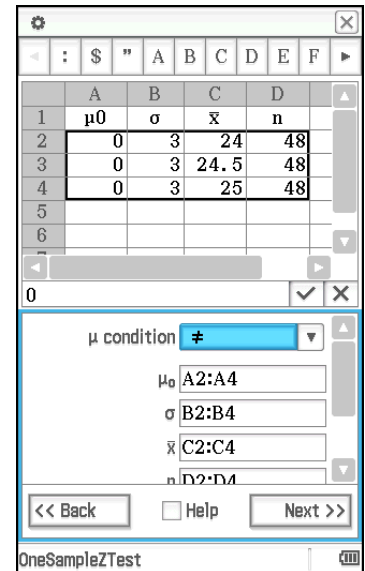 : $ " A B C D E F
A B C D
1 μ0 σ x̅ n
2 0 3 24 48
3 0 3 24.5 48
4 0 3 25 48
5
6
0
μ condition ≠
μ₀ A2:A4
σ B2:B4
x̅ C2:C4
n D2:D4
<< Back Help Next >>
OneSampleZTest